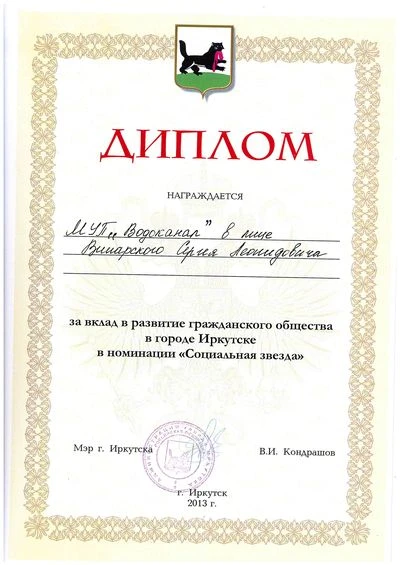 ДИПЛОМ
НАГРАЖДАЕТСЯ
МУП „Водоканал" в лице
Винарского Сергея Леонидовича
за вклад в развитие гражданского общества
в городе Иркутске
в номинации «Социальная звезда»
Мэр г. Иркутска В.И. Кондрашов
г. Иркутск
2013 г.